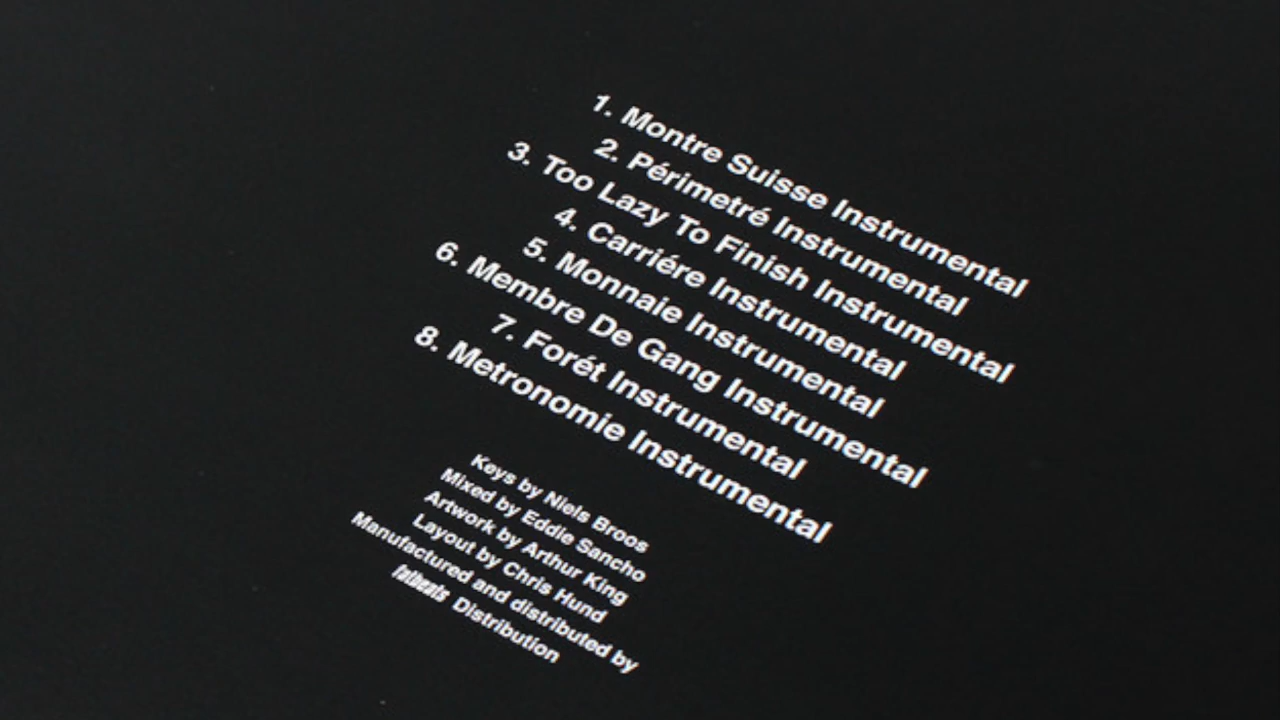 1. Montre Suisse Instrumental
2. Périmetré Instrumental
3. Too Lazy To Finish Instrumental
4. Carriére Instrumental
5. Monnaie Instrumental
6. Membre De Gang Instrumental
7. Forét Instrumental
8. Metronomie Instrumental
Keys by Niels Broos
Mixed by Eddie Sancho
Artwork by Arthur King
Layout by Chris Hund
Manufactured and distributed by
fatbeats Distribution